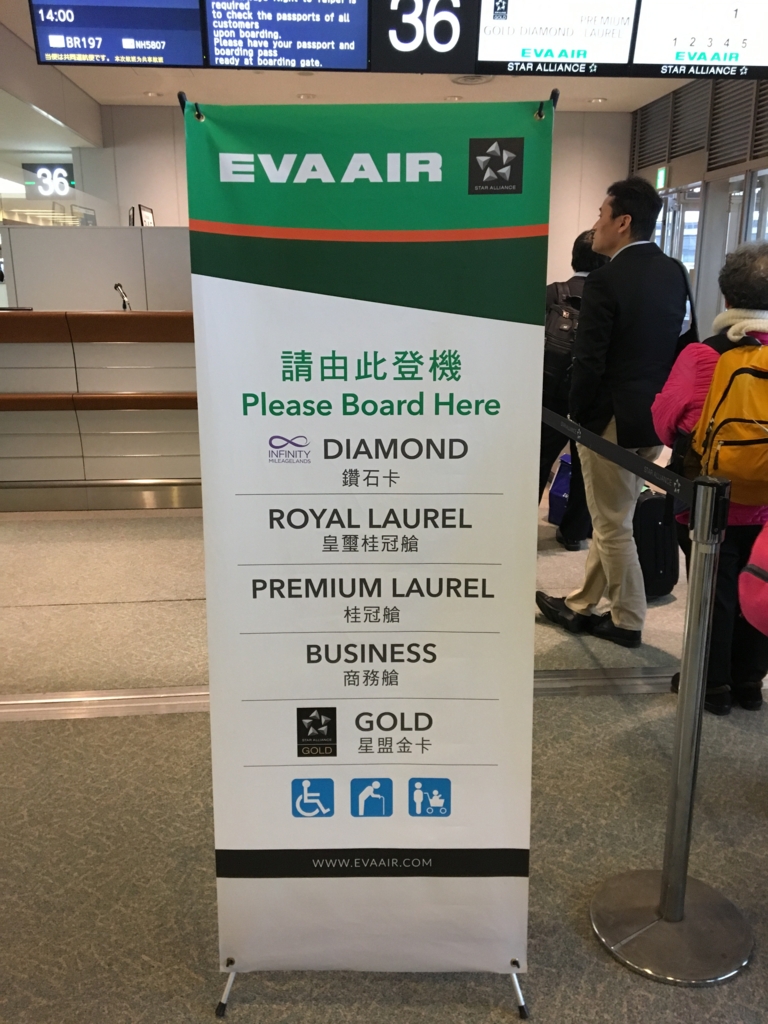 14:00
BR197 NH5807
required
to check the passports of all
customers
upon boarding.
Please have your passport and
boarding pass
ready at boarding gate.
36
PREMIUM
GOLD DIAMOND LAUREL
EVA AIR
STAR ALLIANCE
1
1 2 3 4 5
EVA AIR
STAR ALLIANCE
36
EVA AIR
STAR ALLIANCE
請由此登機
Please Board Here
INFINITY
MILEAGELANDS
DIAMOND
鑽石卡
ROYAL LAUREL
皇璽桂冠艙
PREMIUM LAUREL
桂冠艙
BUSINESS
商務艙
STAR ALLIANCE
GOLD
GOLD
星盟金卡
WWW.EVAAIR.COM